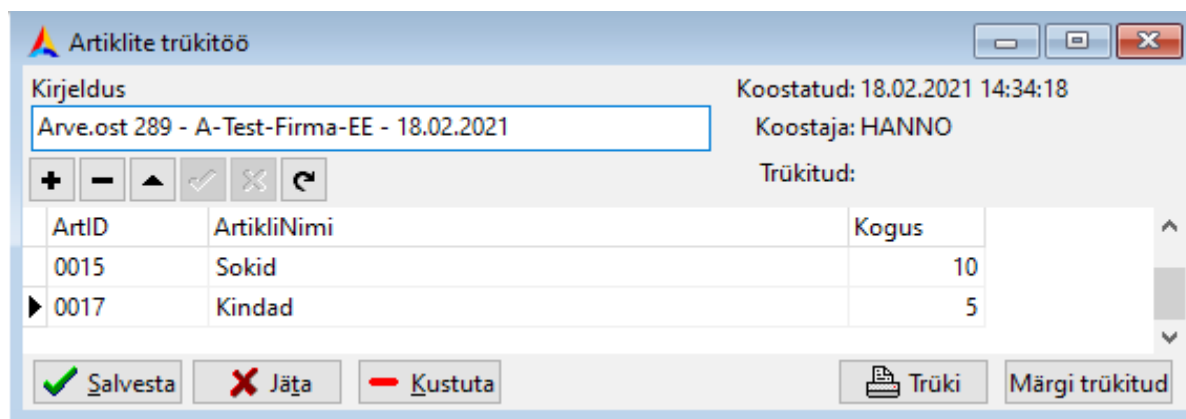 Artiklite trükitöö
Kirjeldus
Koostatud: 18.02.2021 14:34:18
Arve.ost 289 - A-Test-Firma-EE - 18.02.2021
Koostaja: HANNO
Trükitud:
ArtID ArtikliNimi Kogus
0015 Sokid 10
0017 Kindad 5
Salvesta Jäta Kustuta Trüki Märgi trükitud